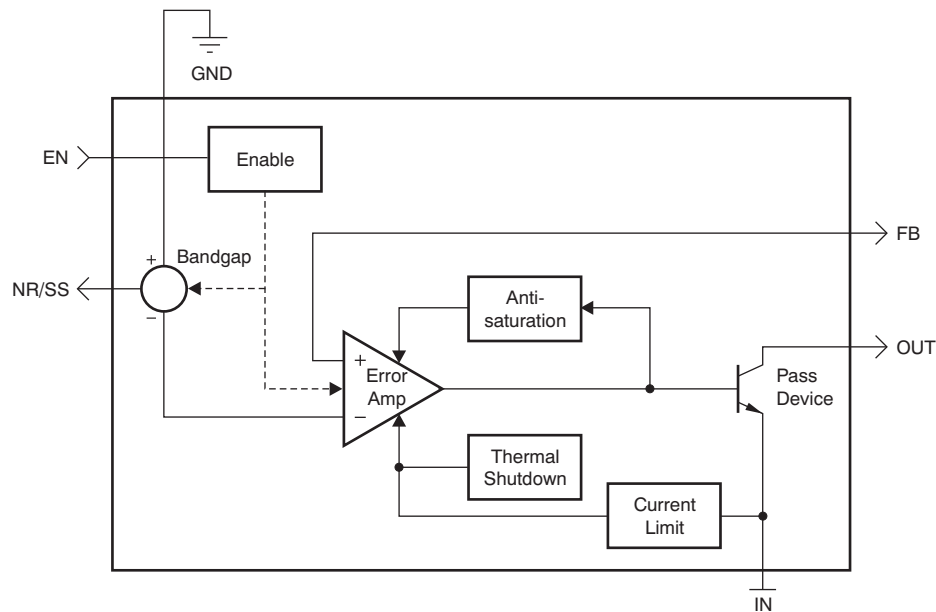 GND
EN
Enable
FB
+
Bandgap
NR/SS
−
Anti-
saturation
OUT
+
Error
Amp
−
Pass
Device
Thermal
Shutdown
Current
Limit
IN